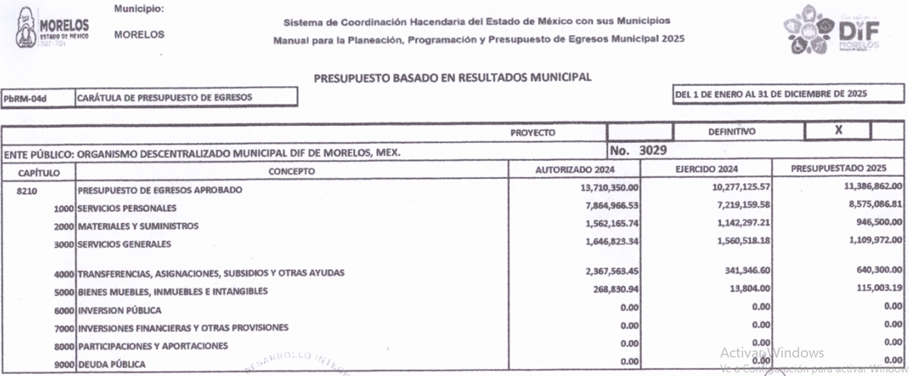 MORELOS
ESTADO DE MÉXICO
Municipio:
MORELOS
Sistema de Coordinación Hacendaria del Estado de México con sus Municipios
Manual para la Planeación, Programación y Presupuesto de Egresos Municipal 2025
DIF
MORELOS
PRESUPUESTO BASADO EN RESULTADOS MUNICIPAL
PbRM-04d CARÁTULA DE PRESUPUESTO DE EGRESOS DEL 1 DE ENERO AL 31 DE DICIEMBRE DE 2025
PROYECTO DEFINITIVO X
ENTE PÚBLICO: ORGANISMO DESCENTRALIZADO MUNICIPAL DIF DE MORELOS, MEX. No. 3029
CAPÍTULO CONCEPTO AUTORIZADO 2024 EJERCIDO 2024 PRESUPUESTADO 2025
8210 PRESUPUESTO DE EGRESOS APROBADO 13,710,350.00 10,277,125.57 11,386,862.00
1000 SERVICIOS PERSONALES 7,864,966.53 7,219,159.58 8,575,086.81
2000 MATERIALES Y SUMINISTROS 1,562,165.74 1,142,297.21 946,500.00
3000 SERVICIOS GENERALES 1,646,823.34 1,560,518.18 1,109,972.00
4000 TRANSFERENCIAS, ASIGNACIONES, SUBSIDIOS Y OTRAS AYUDAS 2,367,563.45 341,346.60 640,300.00
5000 BIENES MUEBLES, INMUEBLES E INTANGIBLES 268,830.94 13,804.00 115,003.19
6000 INVERSION PÚBLICA 0.00 0.00 0.00
7000 INVERSIONES FINANCIERAS Y OTRAS PROVISIONES 0.00 0.00 0.00
8000 PARTICIPACIONES Y APORTACIONES 0.00 0.00 0.00
9000 DEUDA PÚBLICA 0.00 0.00 0.00
Activar Windows
Ve a Configuración para activar Windows